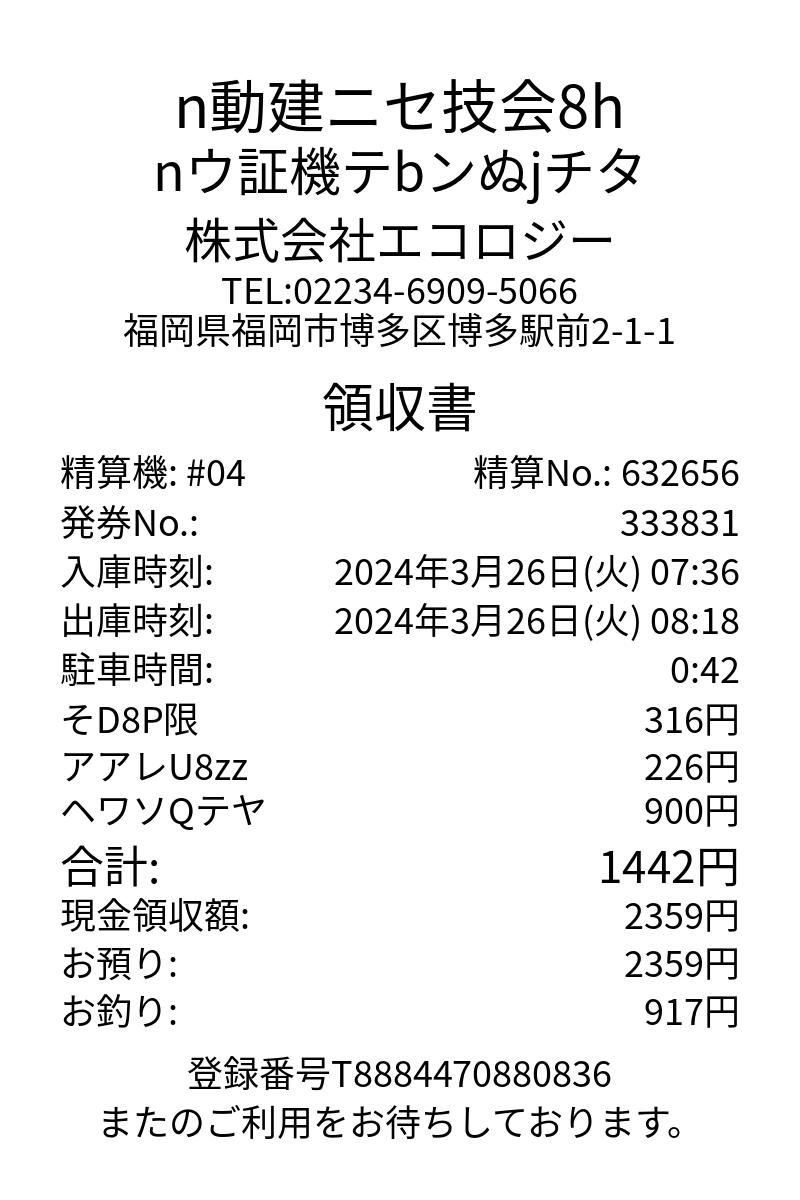 n動建ニセ技会8h
nウ証機テbンぬjチタ
株式会社エコロジー
TEL:02234-6909-5066
福岡県福岡市博多区博多駅前2-1-1
領収書
精算機: #04 精算No.: 632656
発券No.: 333831
入庫時刻: 2024年3月26日(火) 07:36
出庫時刻: 2024年3月26日(火) 08:18
駐車時間: 0:42
そD8P限 316円
アアレU8zz 226円
ヘワソQテヤ 900円
合計: 1442円
現金領収額: 2359円
お預り: 2359円
お釣り: 917円
登録番号T8884470880836
またのご利用をお待ちしております。